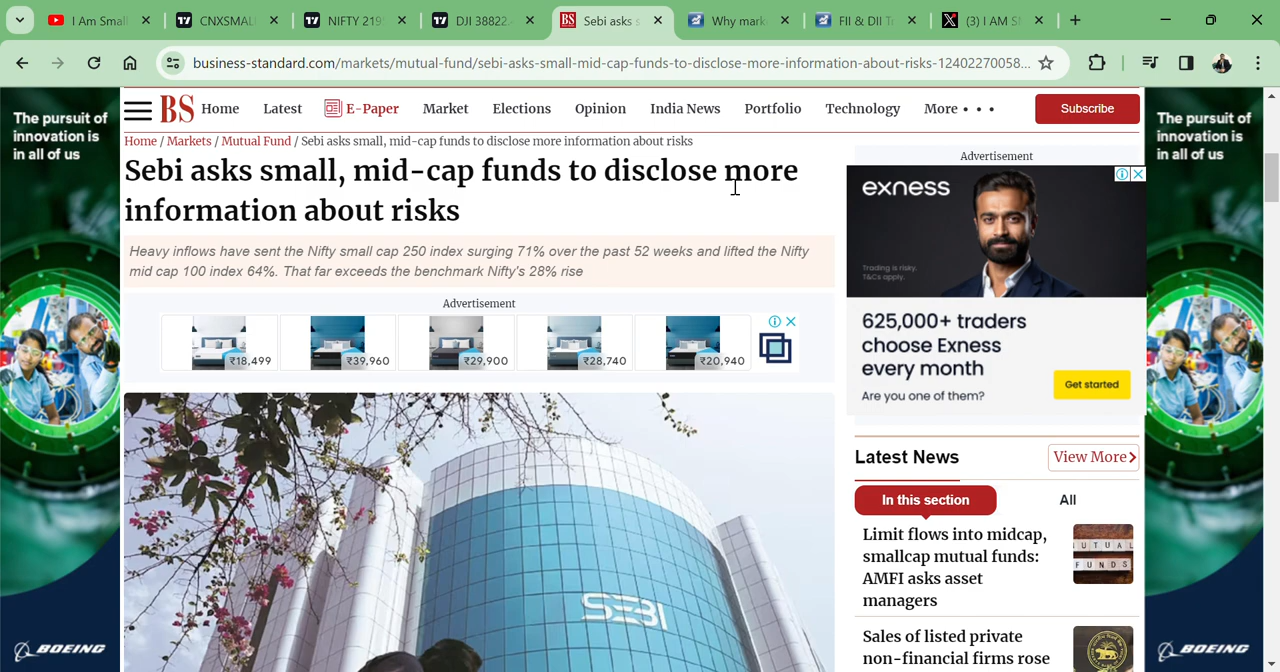 I Am Small
CNXSMAL
NIFTY 219
DJI 38822.
Sebi asks s
Why mark
FII & DII T
(3) I AM S
business-standard.com/markets/mutual-fund/sebi-asks-small-mid-cap-funds-to-disclose-more-information-about-risks-12402270058...
BS Home Latest E-Paper Market Elections Opinion India News Portfolio Technology More • • • Subscribe
Home / Markets / Mutual Fund / Sebi asks small, mid-cap funds to disclose more information about risks
Sebi asks small, mid-cap funds to disclose more
information about risks
Heavy inflows have sent the Nifty small cap 250 index surging 71% over the past 52 weeks and lifted the Nifty
mid cap 100 index 64%. That far exceeds the benchmark Nifty's 28% rise
Advertisement
₹18,499 ₹39,960 ₹29,900 ₹28,740 ₹20,940
SEBI
Advertisement
exness
Trading is risky.
T&Cs apply.
625,000+ traders
choose Exness
every month
Are you one of them?
Get started
Latest News
View More
In this section All
Limit flows into midcap,
smallcap mutual funds:
AMFI asks asset
managers
MUTUAL
FUNDS
Sales of listed private
non-financial firms rose
The pursuit of
innovation is
in all of us
BOEING
The pursuit of
innovation is
in all of us
BOEING